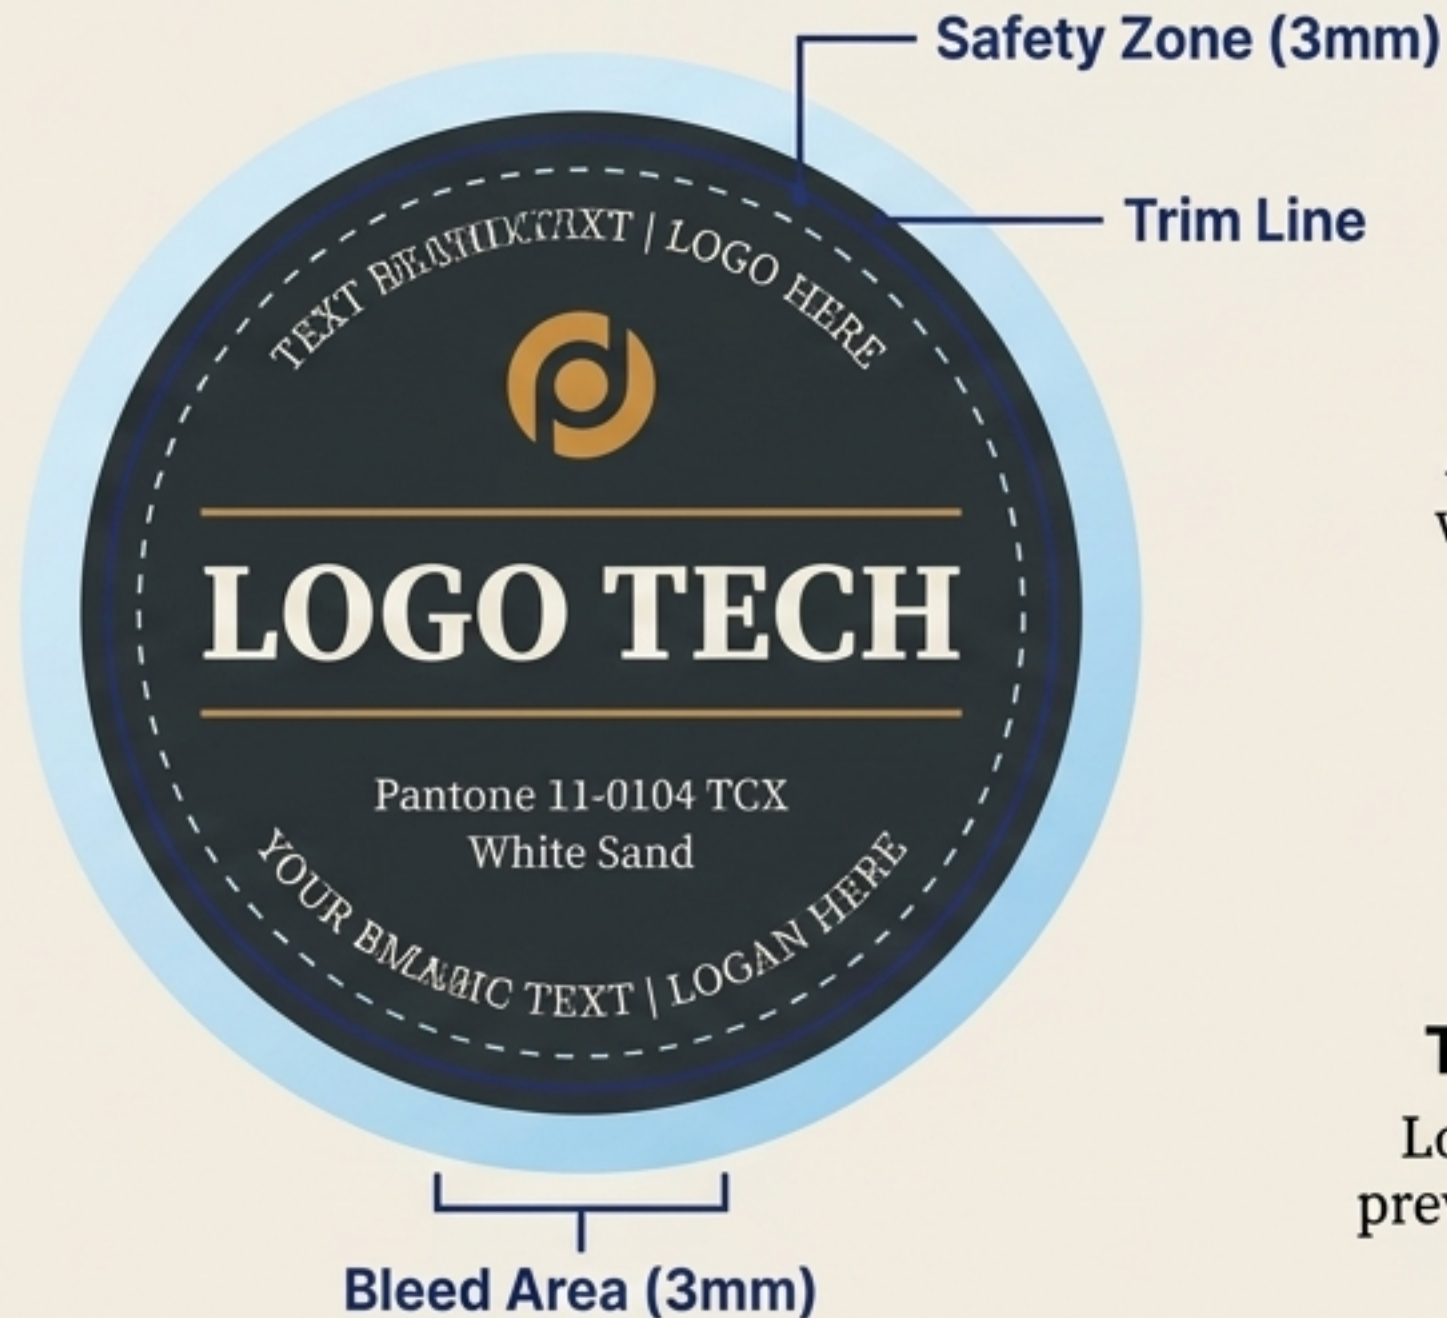 Safety Zone (3mm)
Trim Line
TEXT | LOGO HERE
LOGO TECH
Pantone 11-0104 TCX
White Sand
YOUR TEXT | LOGAN HERE
Bleed Area (3mm)